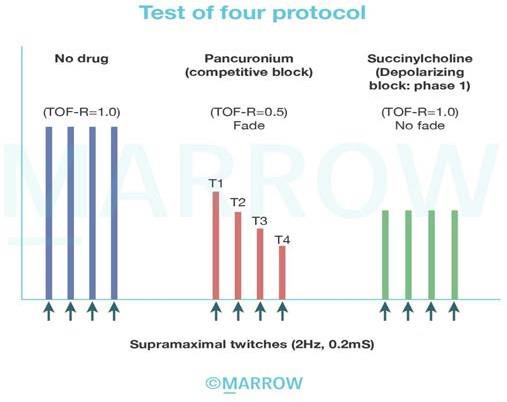 Test of four protocol
No drug
(TOF-R=1.0)
Pancuronium
(competitive block)
(TOF-R=0.5)
Fade
Succinylcholine
(Depolarizing
block: phase 1)
(TOF-R=1.0)
No fade
T1
T2
T3
T4
MARROW
Supramaximal twitches (2Hz, 0.2mS)
©MARROW